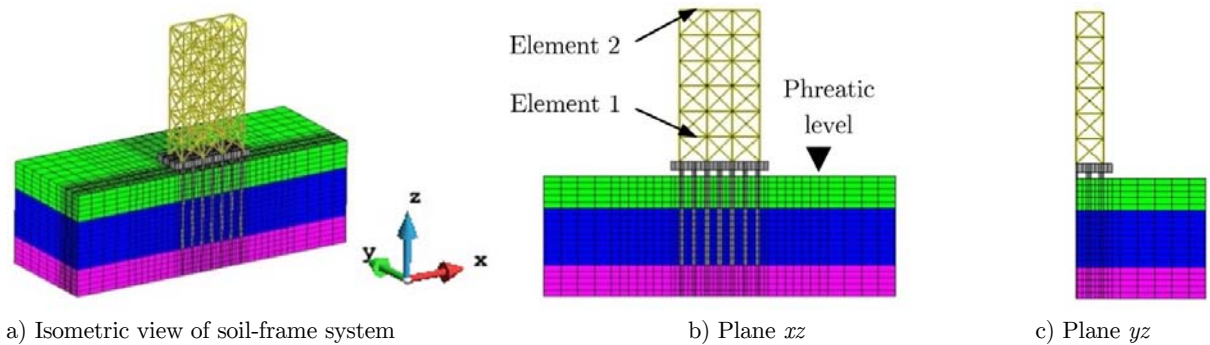 Element 2
Element 1
Phreatic
level
z
y
x
a) Isometric view of soil-frame system
b) Plane xz
c) Plane yz